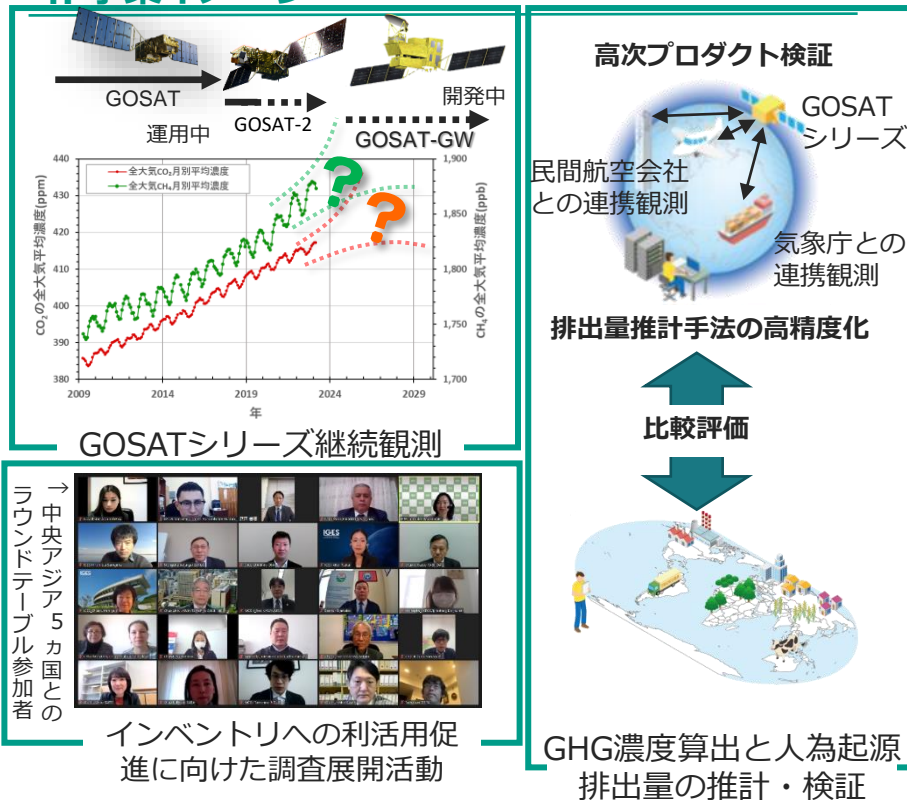 GOSAT
運用中
GOSAT-2
開発中
GOSAT-GW
全大気CO₂月別平均濃度
全大気CH₄月別平均濃度
CO₂の全大気平均濃度(ppm)
440
430
420
410
400
390
380
1,900
1,850
1,800
1,750
1,700
CH₄の全大気平均濃度(ppb)
2009
2014
2019
2024
2029
年
?
?
GOSATシリーズ継続観測
→中央アジア5ヵ国との
ラウンドテーブル参加者
IGES
IGES
インベントリへの利活用促
進に向けた調査展開活動
高次プロダクト検証
GOSAT
シリーズ
民間航空会社
との連携観測
気象庁との
連携観測
排出量推計手法の高精度化
比較評価
GHG濃度算出と人為起源
排出量の推計・検証